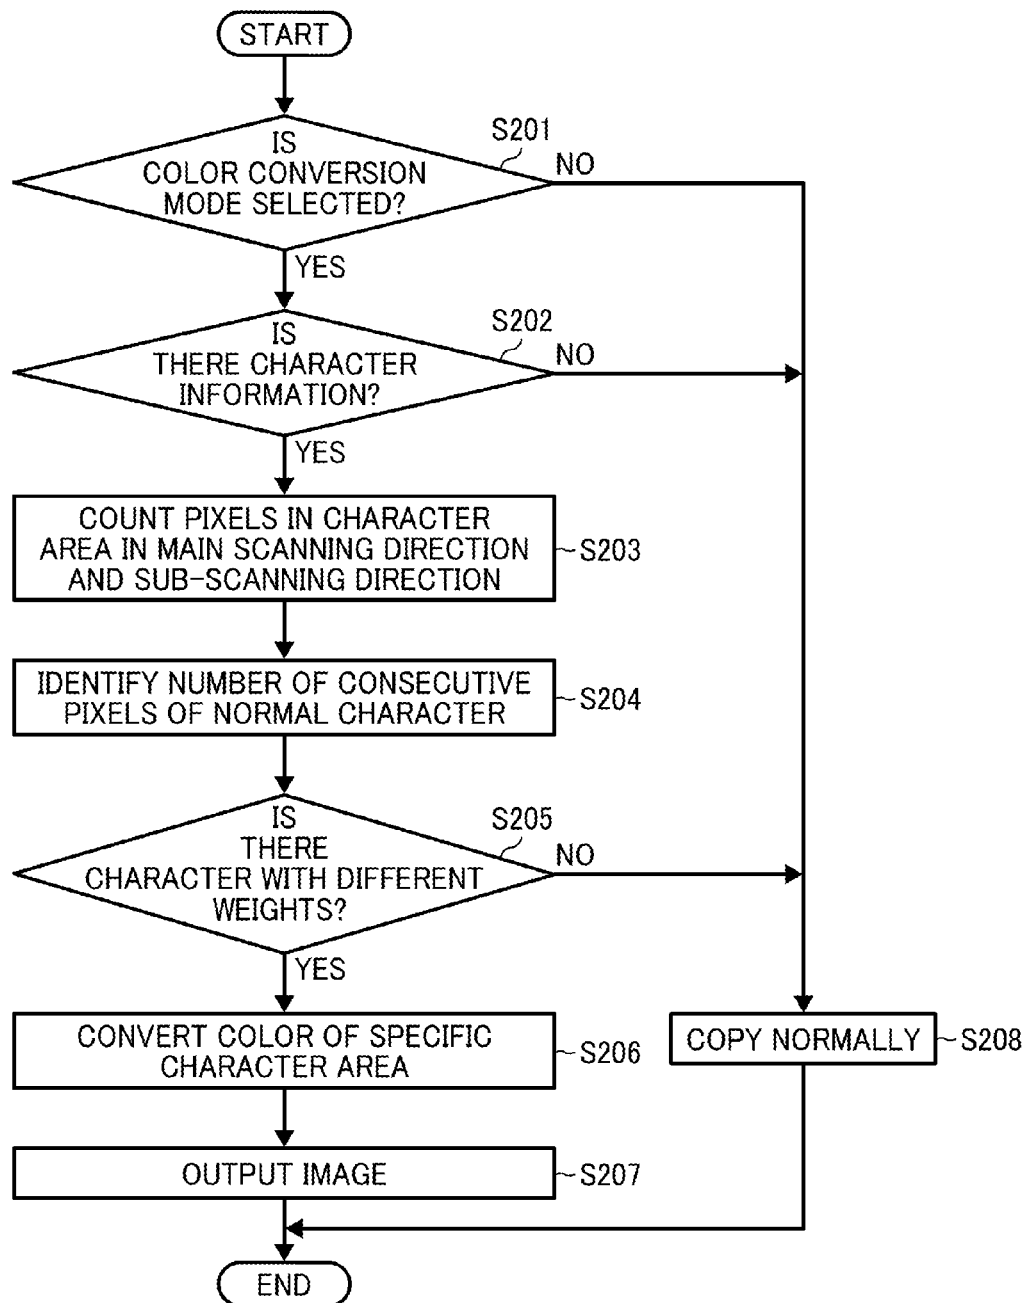 START
S201
IS
COLOR CONVERSION
MODE SELECTED?
NO
YES
S202
IS
THERE CHARACTER
INFORMATION?
NO
YES
COUNT PIXELS IN CHARACTER
AREA IN MAIN SCANNING DIRECTION
AND SUB-SCANNING DIRECTION
S203
IDENTIFY NUMBER OF CONSECUTIVE
PIXELS OF NORMAL CHARACTER
S204
S205
IS
THERE
CHARACTER WITH DIFFERENT
WEIGHTS?
NO
YES
CONVERT COLOR OF SPECIFIC
CHARACTER AREA
S206
COPY NORMALLY
S208
OUTPUT IMAGE
S207
END